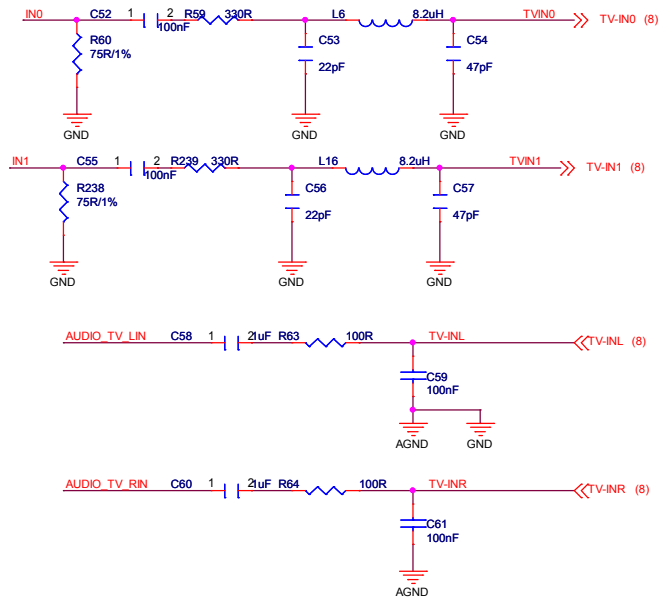 IN0 C52 1 2 R59 330R L6 8.2uH TVIN0 TV-IN0 (8)
100nF
R60
75R/1%
C53
22pF
C54
47pF
GND GND GND
IN1 C55 1 2 R239 330R L16 8.2uH TVIN1 TV-IN1 (8)
100nF
R238
75R/1%
C56
22pF
C57
47pF
GND GND GND
AUDIO_TV_LIN C58 1 2 1uF R63 100R TV-INL TV-INL (8)
C59
100nF
AGND GND
AUDIO_TV_RIN C60 1 2 1uF R64 100R TV-INR TV-INR (8)
C61
100nF
AGND